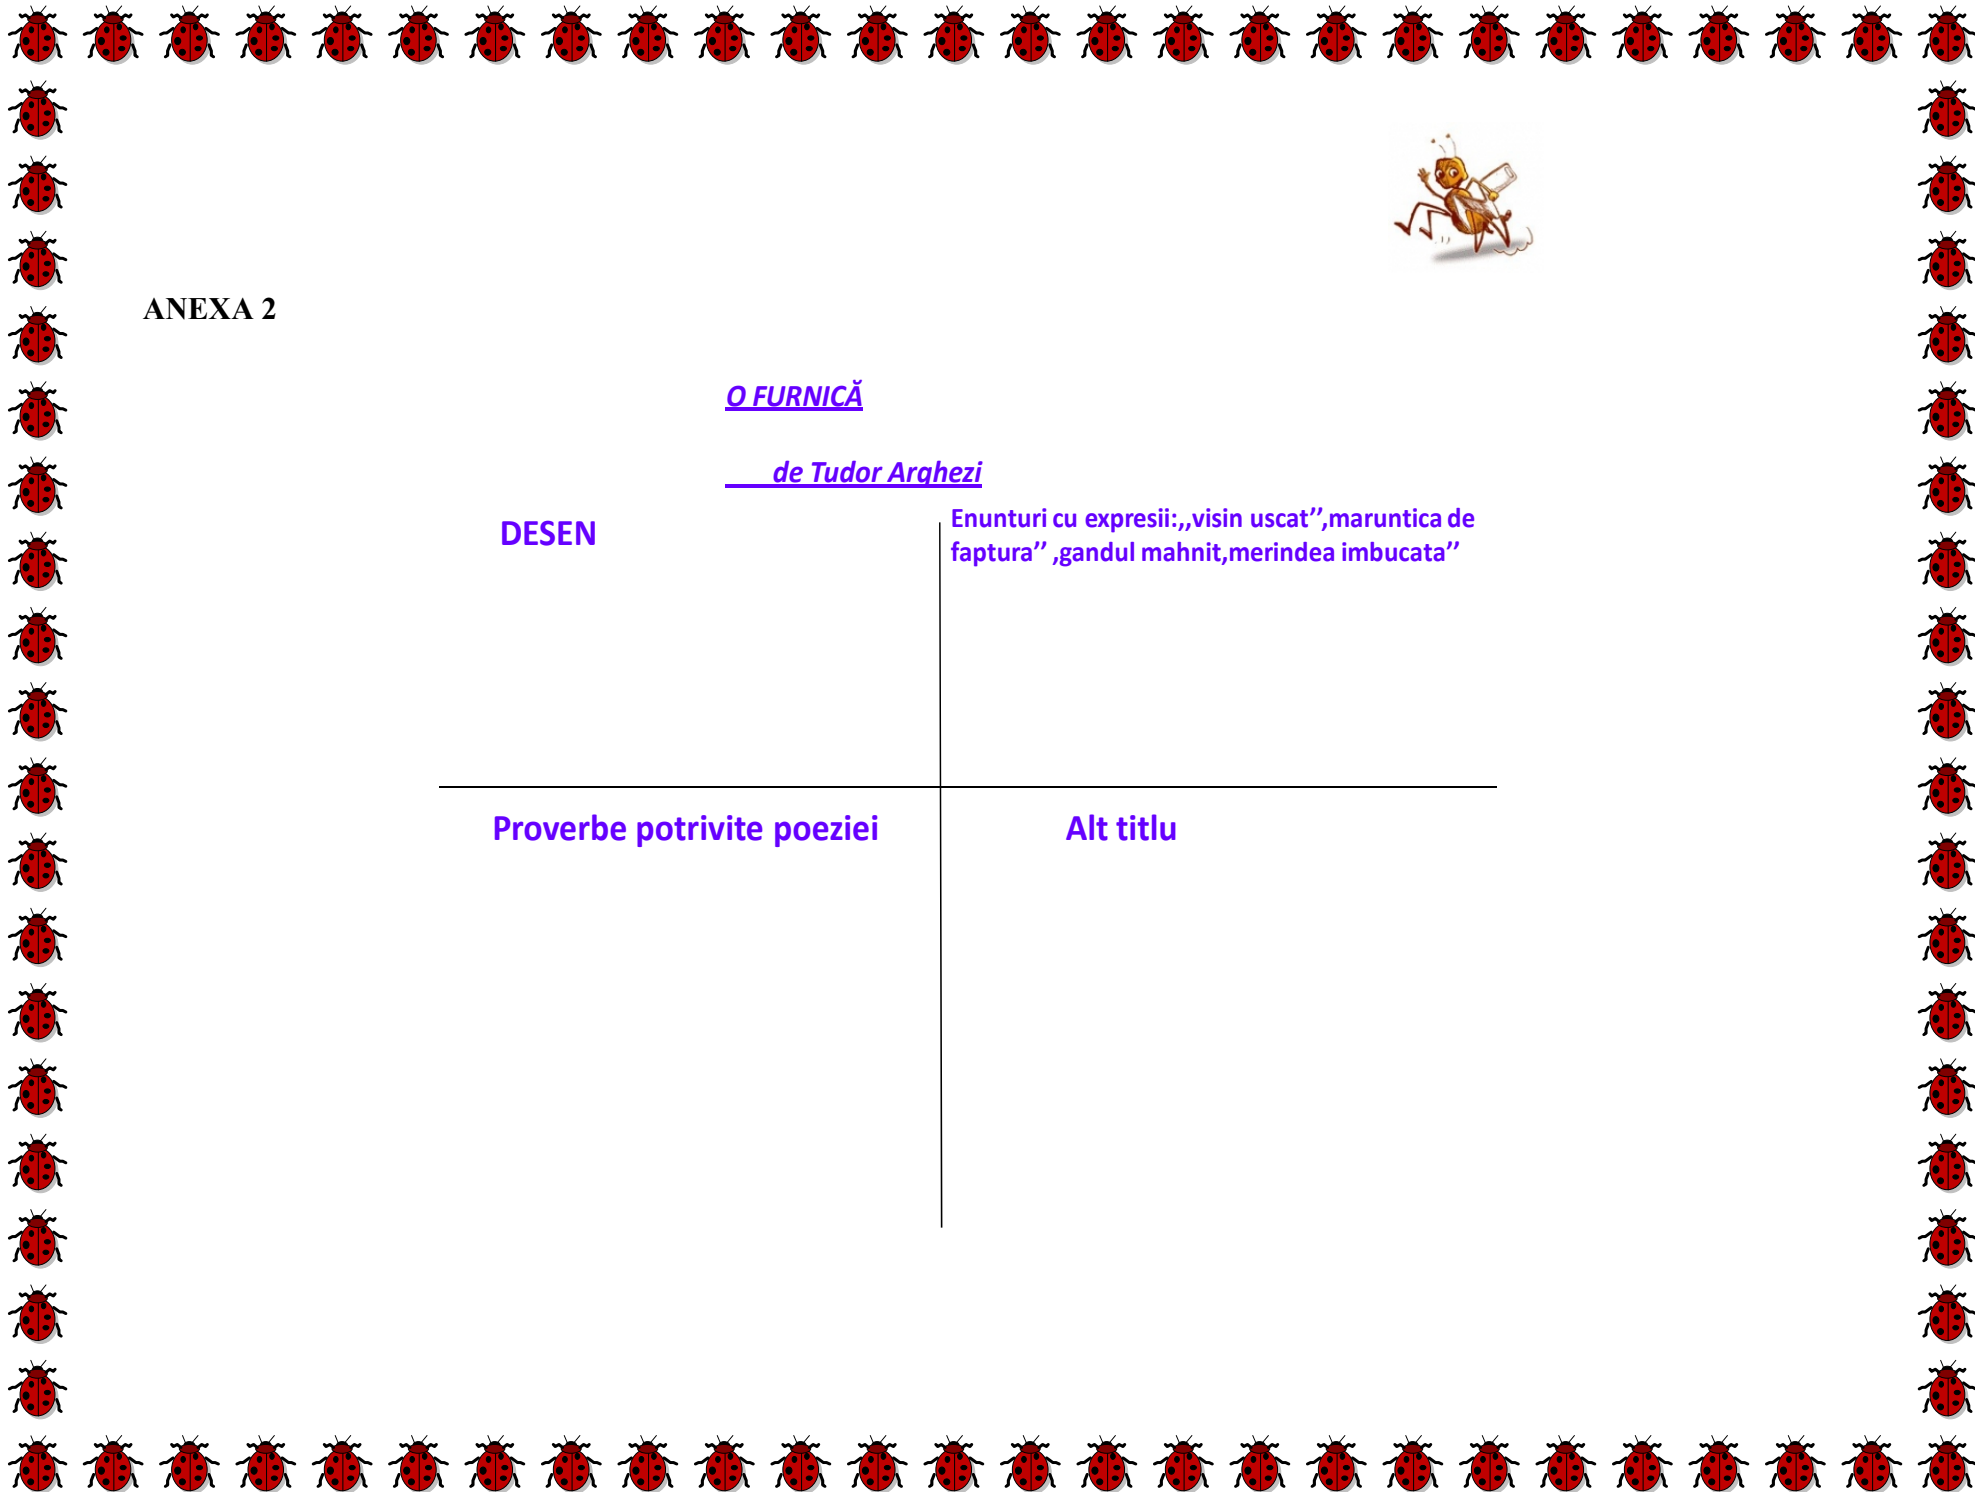 ANEXA 2
O FURNICĂ
de Tudor Arghezi
DESEN
Enunturi cu expresii:,,visin uscat’’,maruntica de
faptura’’ ,gandul mahnit,merindea imbucata’’
Proverbe potrivite poeziei
Alt titlu